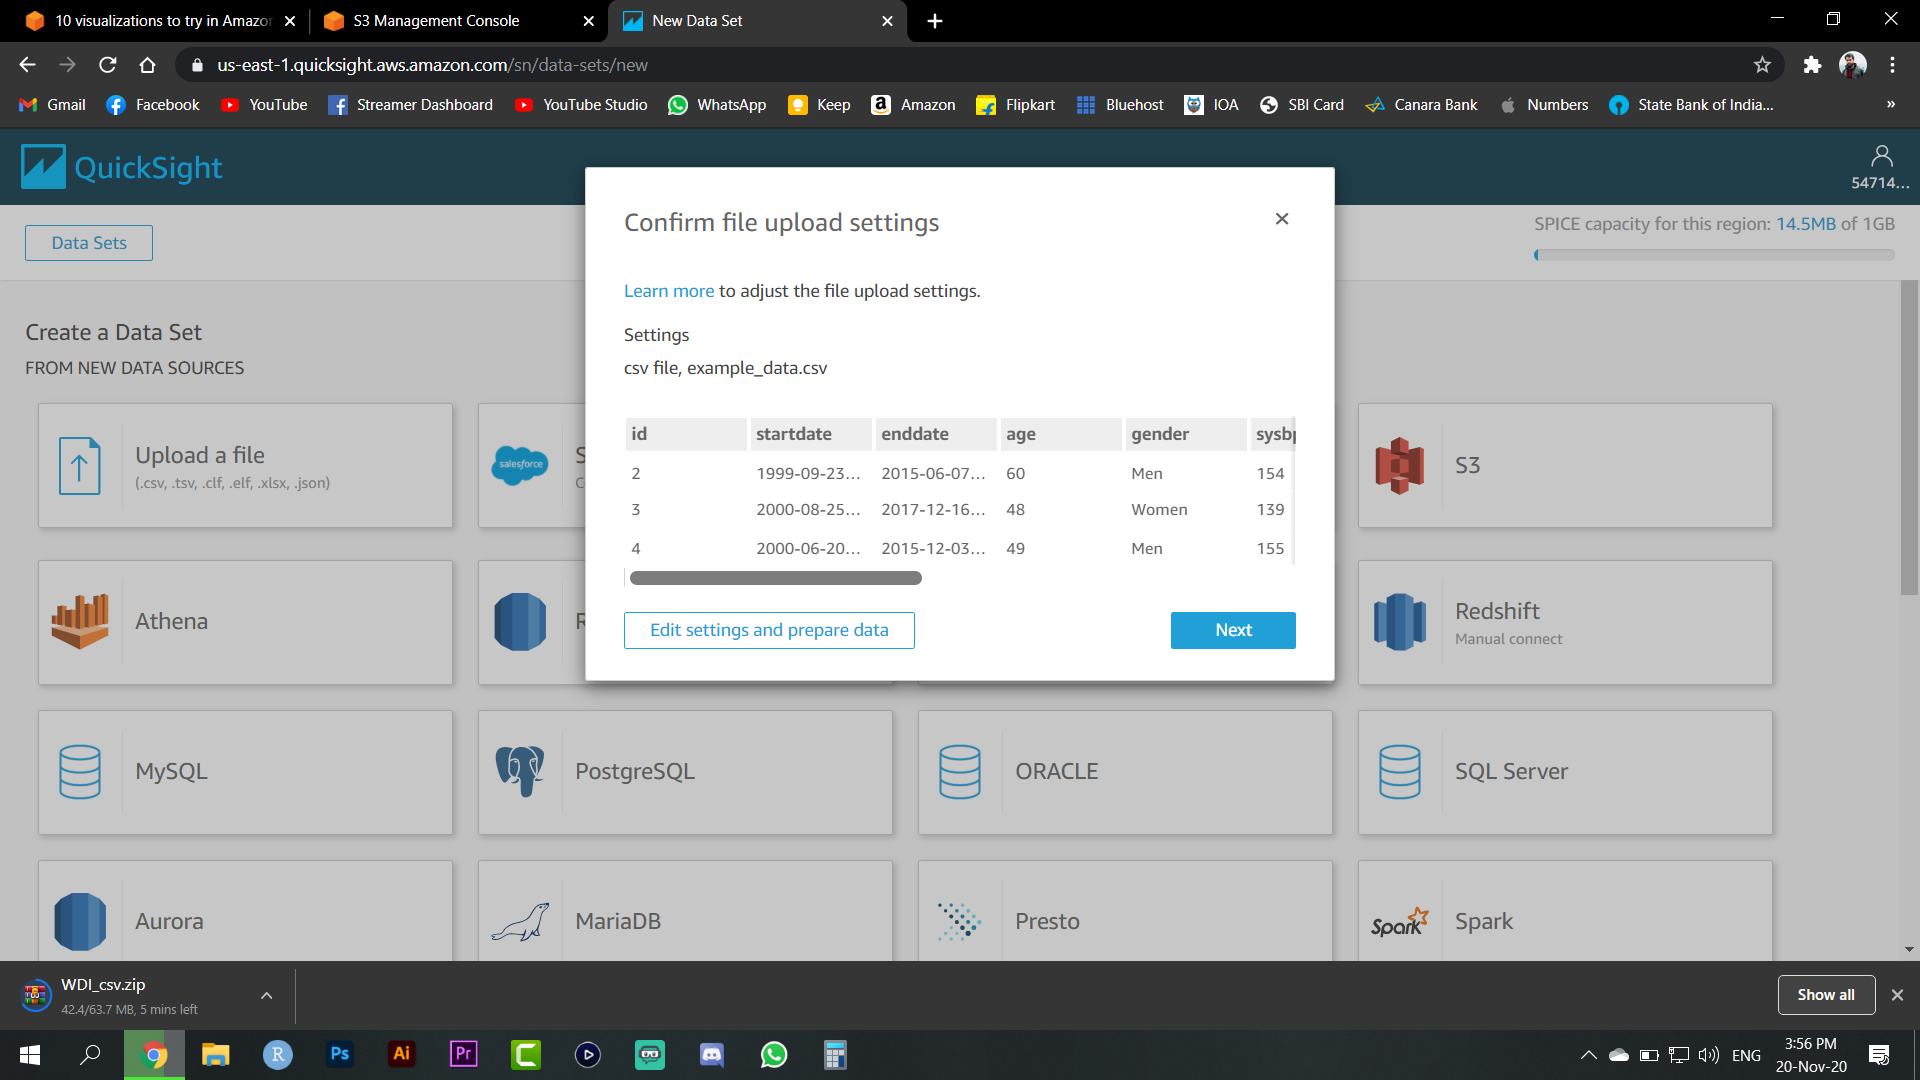 10 visualizations to try in Amazon
S3 Management Console
New Data Set
us-east-1.quicksight.aws.amazon.com/sn/data-sets/new
Gmail
Facebook
YouTube
Streamer Dashboard
YouTube Studio
WhatsApp
Keep
Amazon
Flipkart
Bluehost
IOA
SBI Card
Canara Bank
Numbers
State Bank of India...
»
QuickSight
54714...
Data Sets
SPICE capacity for this region: 14.5MB of 1GB
Confirm file upload settings
Learn more to adjust the file upload settings.
Settings
csv file, example_data.csv
id startdate enddate age gender sysbp
2 1999-09-23... 2015-06-07... 60 Men 154
3 2000-08-25... 2017-12-16... 48 Women 139
4 2000-06-20... 2015-12-03... 49 Men 155
Edit settings and prepare data
Next
Create a Data Set
FROM NEW DATA SOURCES
Upload a file
(.csv, .tsv, .clf, .elf, .xlsx, .json)
salesforce
S
C
S3
Athena
R
Redshift
Manual connect
MySQL
PostgreSQL
ORACLE
SQL Server
Aurora
MariaDB
Presto
Spark
Spark
WDI_csv.zip
42.4/63.7 MB, 5 mins left
Show all
R
Ps
Ai
Pr
C
ENG
3:56 PM
20-Nov-20